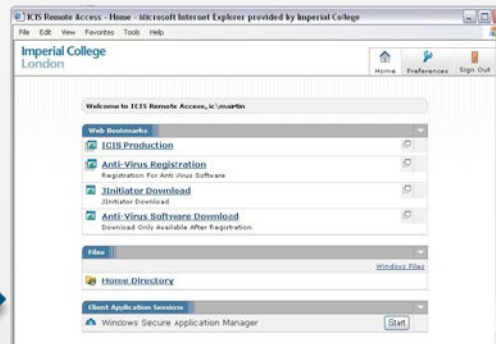 ICIS Remote Access - Home - Microsoft Internet Explorer provided by Imperial College
File Edit View Favorites Tools Help
Imperial College
London
Home Preferences Sign Out
Welcome to ICIS Remote Access, ic\mairtin
Web Bookmarks
ICIS Production
Anti-Virus Registration
Registration For Anti Virus Software
JInitiator Download
JInitiator Download
Anti-Virus Software Download
Download Only Available After Registration
Files
Windows Files
Home Directory
Client Application Sessions
Windows Secure Application Manager
Start